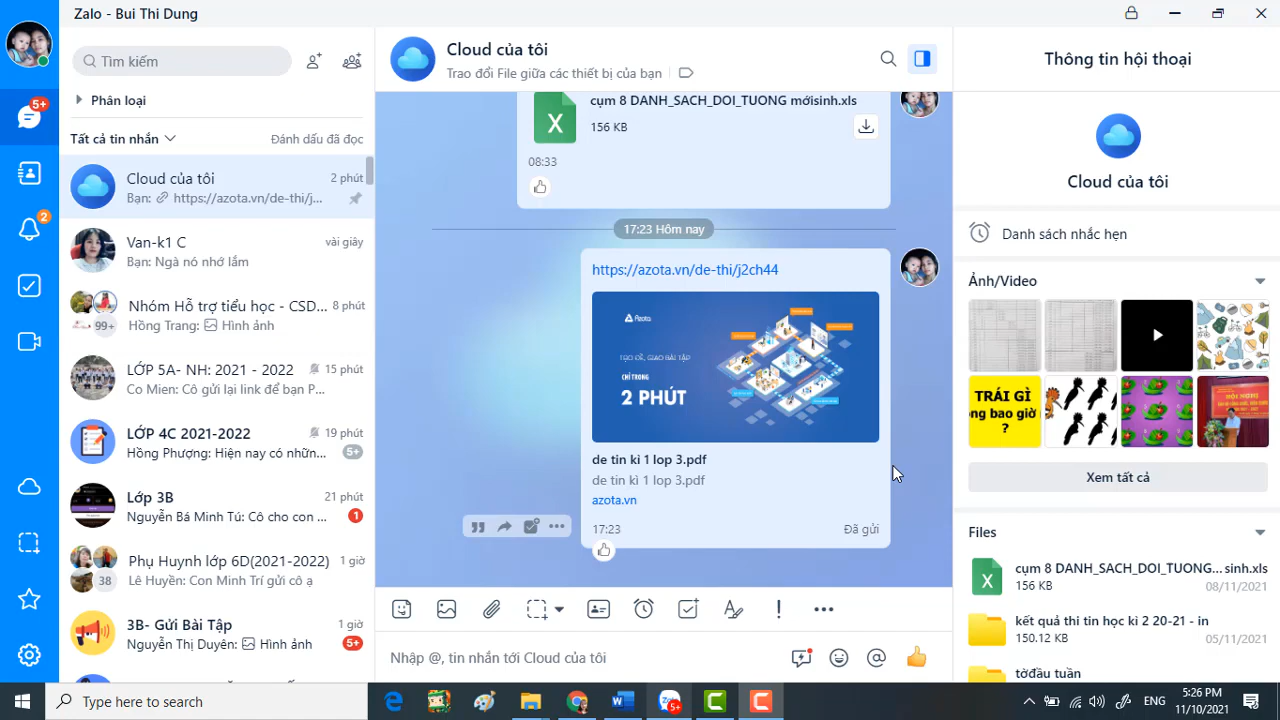 Zalo - Bui Thi Dung
Tìm kiếm
Phân loại
Tất cả tin nhắn
Đánh dấu đã đọc
Cloud của tôi
2 phút
Bạn: https://azota.vn/de-thi/j...
Van-k1 C
vài giây
Bạn: Ngà nó nhớ lắm
Nhóm Hỗ trợ tiểu học - CSD...
8 phút
99+
Hồng Trang: Hình ảnh
LỚP 5A- NH: 2021 - 2022
15 phút
Co Mien: Cô gửi lại link để bạn P...
LỚP 4C 2021-2022
19 phút
Hồng Phượng: Hiện nay có nhữn...
5+
Lớp 3B
21 phút
Nguyễn Bá Minh Tú: Cô cho con ...
1
Phụ Huynh lớp 6D(2021-2022)
1 giờ
38
Lê Huyền: Con Minh Trí gửi cô ạ
3B- Gửi Bài Tập
1 giờ
Nguyễn Thị Duyên: Hình ảnh
5+
5+
2
Cloud của tôi
Trao đổi File giữa các thiết bị của bạn
cụm 8 DANH_SACH_DOI_TUONG mớisinh.xls
156 KB
08:33
17:23 Hôm nay
https://azota.vn/de-thi/j2ch44
Azota
TẠO ĐỀ, GIAO BÀI TẬP
CHỈ TRONG
2 PHÚT
de tin kì 1 lop 3.pdf
de tin kì 1 lop 3.pdf
azota.vn
17:23
Đã gửi
Nhập @, tin nhắn tới Cloud của tôi
Thông tin hội thoại
Cloud của tôi
Danh sách nhắc hẹn
Ảnh/Video
TRÁI GÌ
ng bao giờ
?
HỘI NGHỊ
Xem tất cả
Files
cụm 8 DANH_SACH_DOI_TUONG... sinh.xls
156 KB
08/11/2021
kết quả thi tin học kì 2 20-21 - in
150.12 KB
05/11/2021
tờđầu tuần
Type here to search
Zalo
5+
ENG
5:26 PM
11/10/2021